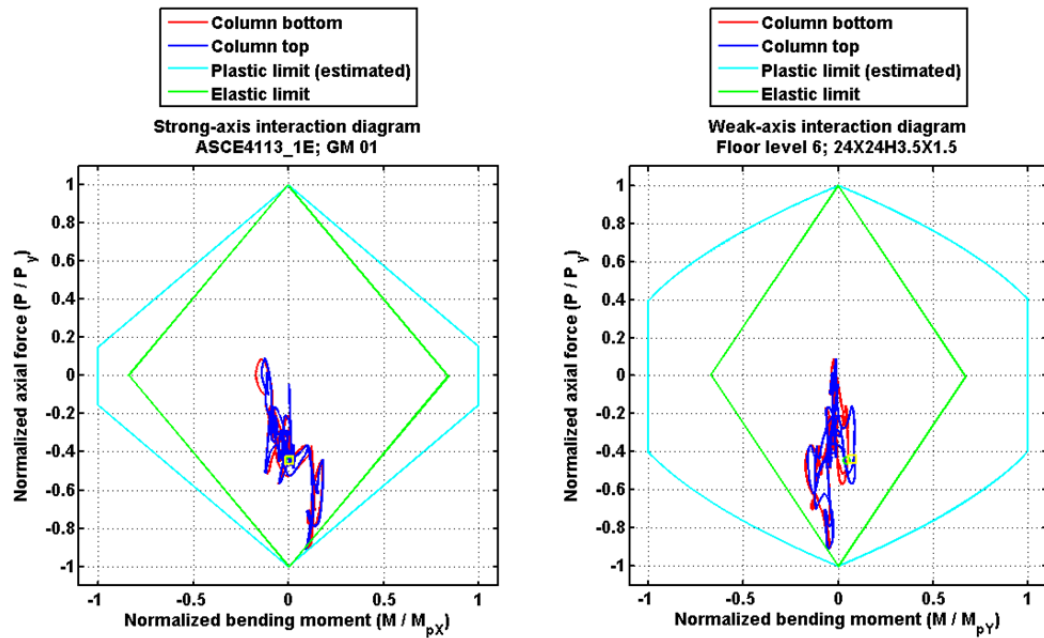 Column bottom
Column top
Plastic limit (estimated)
Elastic limit
Strong-axis interaction diagram
ASCE4113_1E; GM 01
Normalized axial force (P / P_y)
1
0.8
0.6
0.4
0.2
0
-0.2
-0.4
-0.6
-0.8
-1
-1
-0.5
0
0.5
1
Normalized bending moment (M / M_pX)
Column bottom
Column top
Plastic limit (estimated)
Elastic limit
Weak-axis interaction diagram
Floor level 6; 24X24H3.5X1.5
Normalized axial force (P / P_y)
1
0.8
0.6
0.4
0.2
0
-0.2
-0.4
-0.6
-0.8
-1
-1
-0.5
0
0.5
1
Normalized bending moment (M / M_pY)